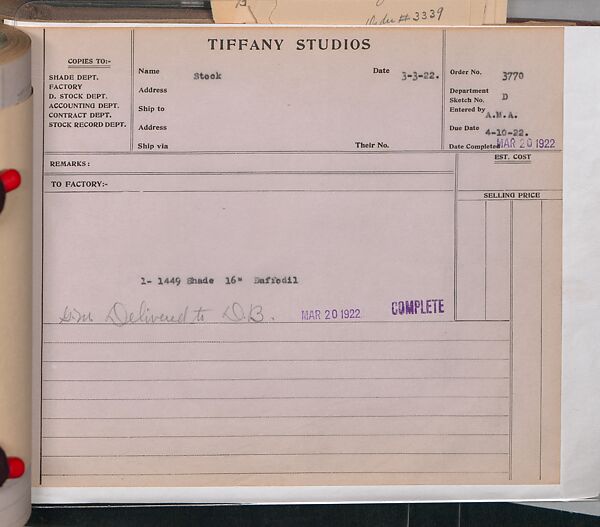 Order # 3339
TIFFANY STUDIOS
COPIES TO:-
SHADE DEPT.
FACTORY
D. STOCK DEPT.
ACCOUNTING DEPT.
CONTRACT DEPT.
STOCK RECORD DEPT.
Name Stock Date 3-3-22.
Address
Ship to
Address
Ship via Their No.
Order No. 3770
Department
Sketch No. D
Entered by A.M.A.
Due Date 4-10-22.
Date Completed MAR 20 1922
REMARKS:
EST. COST
TO FACTORY:-
SELLING PRICE
1- 1449 Shade 16" Daffodil
Delivered to D.B. MAR 20 1922 COMPLETE